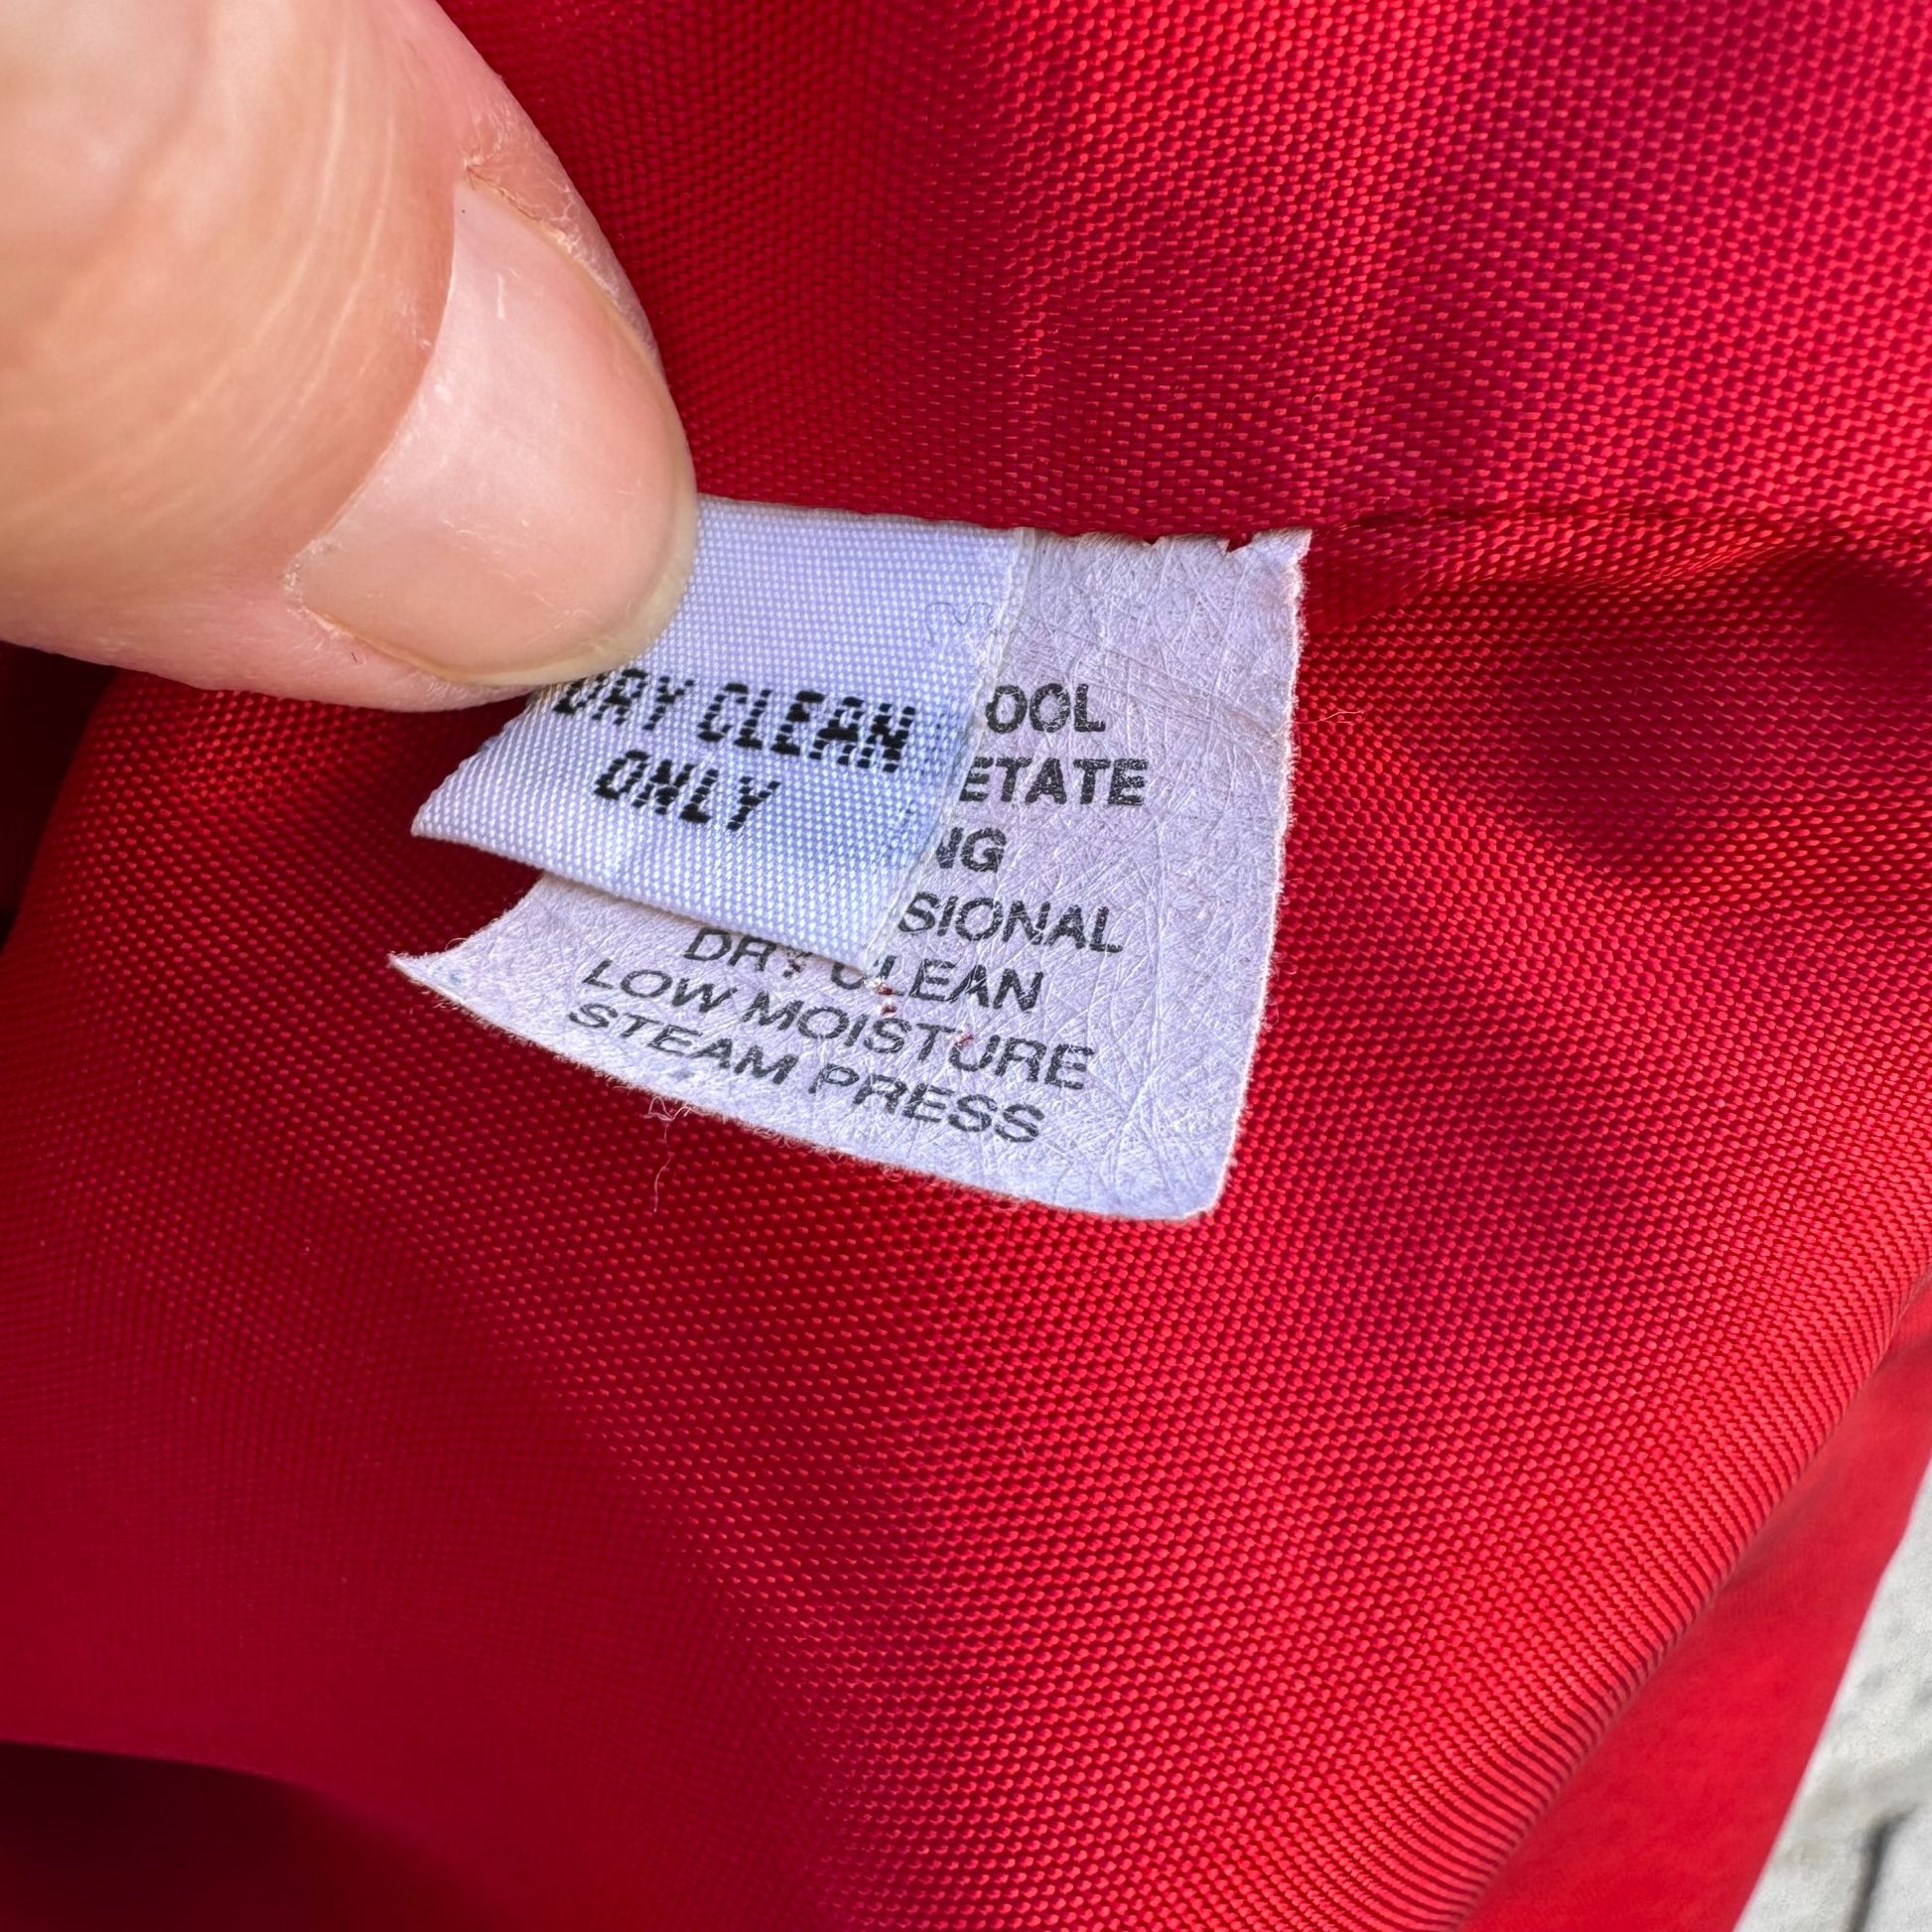 DRY CLEAN
ONLY
OOL
ETATE
NG
SIONAL
DRY CLEAN
LOW MOISTURE
STEAM PRESS